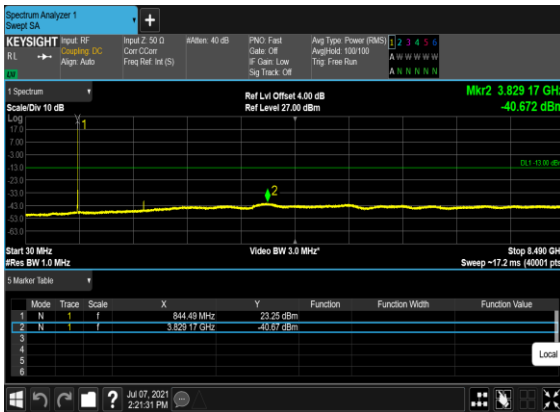 Spectrum Analyzer 1
Swept SA
KEYSIGHT Input: RF Input Z: 50 Ω #Atten: 40 dB PNO: Fast Avg Type: Power (RMS) 1 2 3 4 5 6
RL Coupling: DC Corr CCorr Gate: Off Avg|Hold: 100/100 A W W W W W
Align: Auto Freq Ref: Int (S) IF Gain: Low Trig: Free Run
Sig Track: Off A N N N N N
1 Spectrum Ref Lvl Offset 4.00 dB Mkr2 3.829 17 GHz
Scale/Div 10 dB Ref Level 27.00 dBm -40.672 dBm
Log
17.0
7.00
-3.00
-13.0 DL1 -13.00 dBm
-23.0
-33.0
-43.0
-53.0
-63.0
1
2
Start 30 MHz Video BW 3.0 MHz* Stop 8.490 GHz
#Res BW 1.0 MHz Sweep ~17.2 ms (40001 pts)
5 Marker Table
Mode Trace Scale X Y Function Function Width Function Value
1 N 1 f 844.49 MHz 23.25 dBm
2 N 1 f 3.829 17 GHz -40.67 dBm
3
4
5
6
Local
Jul 07, 2021
2:21:31 PM